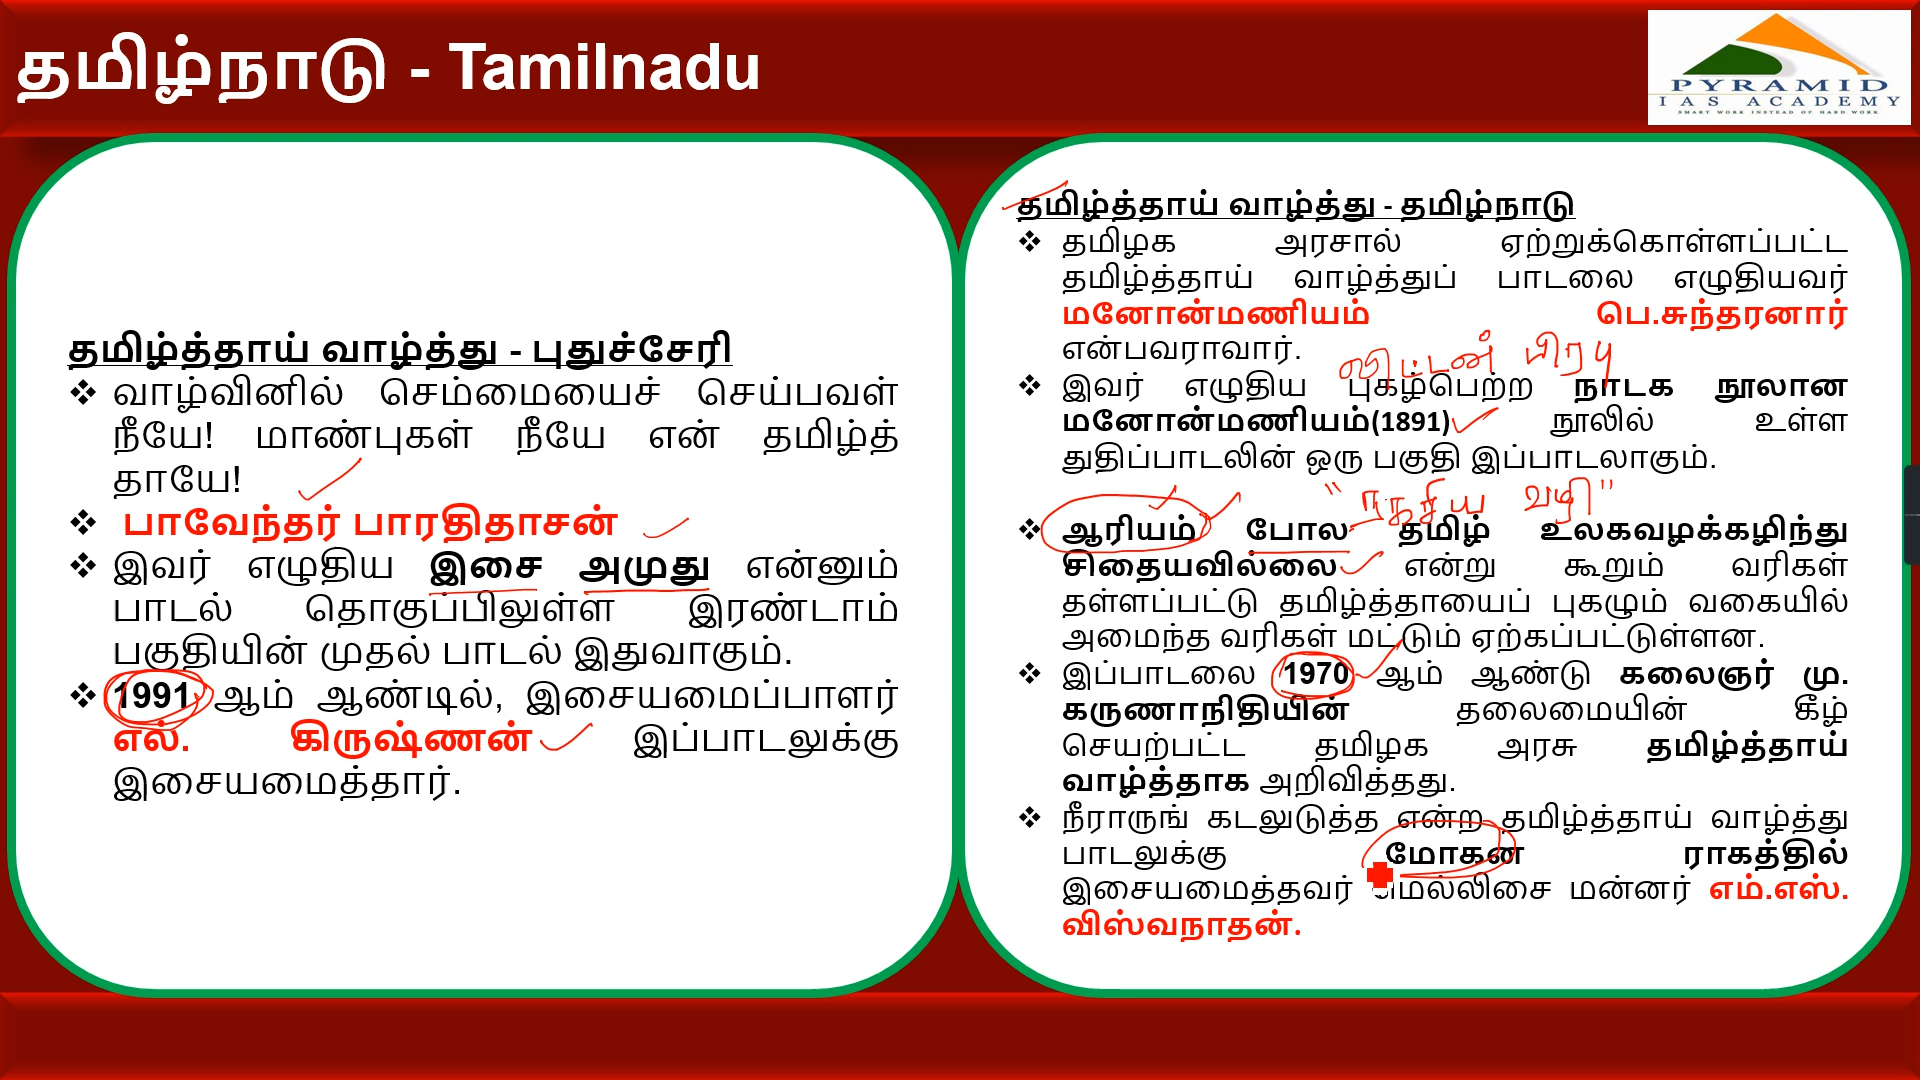 தமிழ்நாடு - Tamilnadu
PYRAMID
IAS ACADEMY
SMART WORK INSTEAD OF HARD WORK
தமிழ்த்தாய் வாழ்த்து - புதுச்சேரி
❖ வாழ்வினில் செம்மையைச் செய்பவள்
நீயே! மாண்புகள் நீயே என் தமிழ்த்
தாயே!
❖ பாவேந்தர் பாரதிதாசன்
❖ இவர் எழுதிய இசை அமுது என்னும்
பாடல் தொகுப்பிலுள்ள இரண்டாம்
பகுதியின் முதல் பாடல் இதுவாகும்.
❖ 1991 ஆம் ஆண்டில், இசையமைப்பாளர்
எல். கிருஷ்ணன் இப்பாடலுக்கு
இசையமைத்தார்.
தமிழ்த்தாய் வாழ்த்து - தமிழ்நாடு
❖ தமிழக அரசால் ஏற்றுக்கொள்ளப்பட்ட
தமிழ்த்தாய் வாழ்த்துப் பாடலை எழுதியவர்
மனோன்மணியம் பெ.சுந்தரனார்
என்பவராவார்.
❖ இவர் எழுதிய புகழ்பெற்ற நாடக நூலான
மனோன்மணியம்(1891) நூலில் உள்ள
துதிப்பாடலின் ஒரு பகுதி இப்பாடலாகும்.
❖ ஆரியம் போல தமிழ் உலகவழக்கழிந்து
சிதையவில்லை என்று கூறும் வரிகள்
தள்ளப்பட்டு தமிழ்த்தாயைப் புகழும் வகையில்
அமைந்த வரிகள் மட்டும் ஏற்கப்பட்டுள்ளன.
❖ இப்பாடலை 1970 ஆம் ஆண்டு கலைஞர் மு.
கருணாநிதியின் தலைமையின் கீழ்
செயற்பட்ட தமிழக அரசு தமிழ்த்தாய்
வாழ்த்தாக அறிவித்தது.
❖ நீராருங் கடலுடுத்த என்ற தமிழ்த்தாய் வாழ்த்து
பாடலுக்கு மோகன ராகத்தில்
இசையமைத்தவர் மெல்லிசை மன்னர் எம்.எஸ்.
விஸ்வநாதன்.